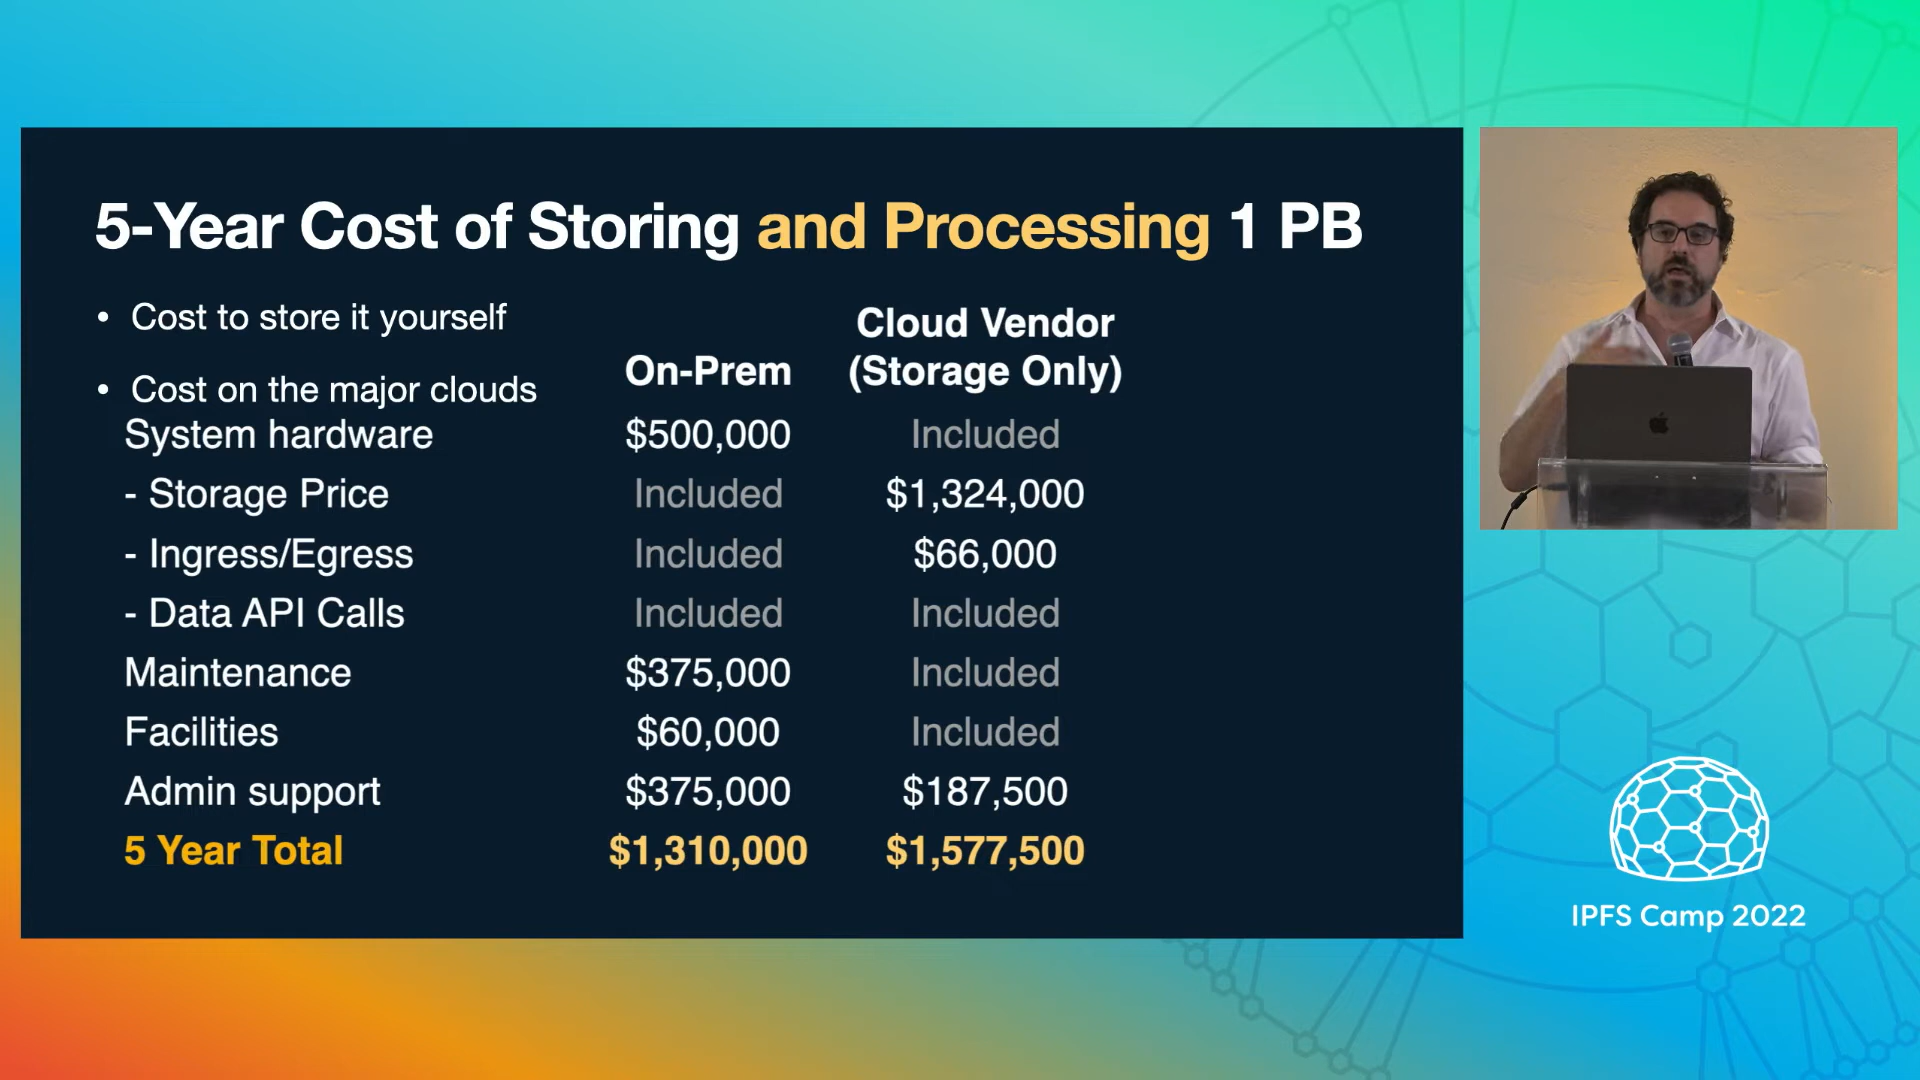 5-Year Cost of Storing and Processing 1 PB
• Cost to store it yourself
• Cost on the major clouds
On-Prem
Cloud Vendor
(Storage Only)
System hardware $500,000 Included
- Storage Price Included $1,324,000
- Ingress/Egress Included $66,000
- Data API Calls Included Included
Maintenance $375,000 Included
Facilities $60,000 Included
Admin support $375,000 $187,500
5 Year Total $1,310,000 $1,577,500
IPFS Camp 2022